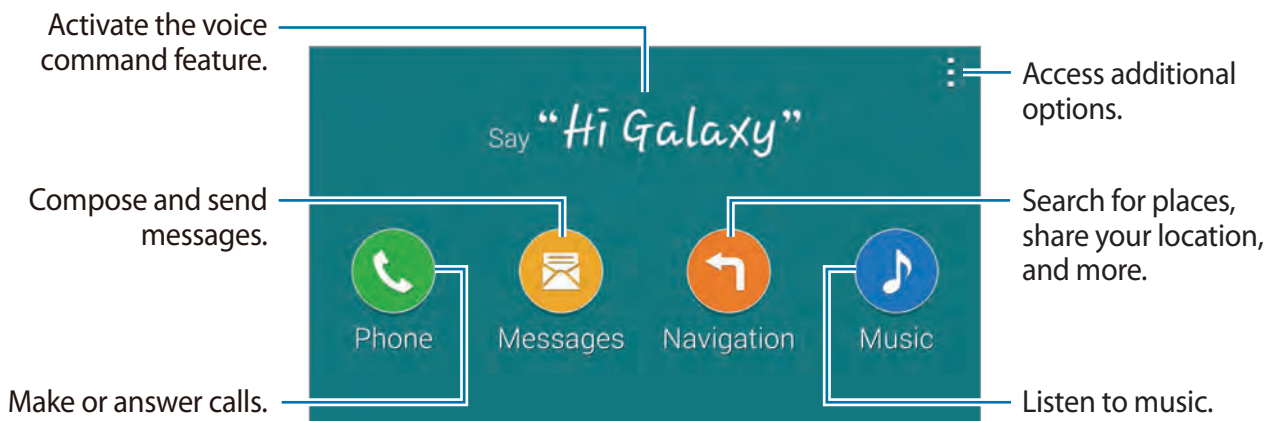 Activate the voice
command feature.
Access additional
options.
Say “Hi Galaxy”
Compose and send
messages.
Search for places,
share your location,
and more.
Phone
Messages
Navigation
Music
Make or answer calls.
Listen to music.